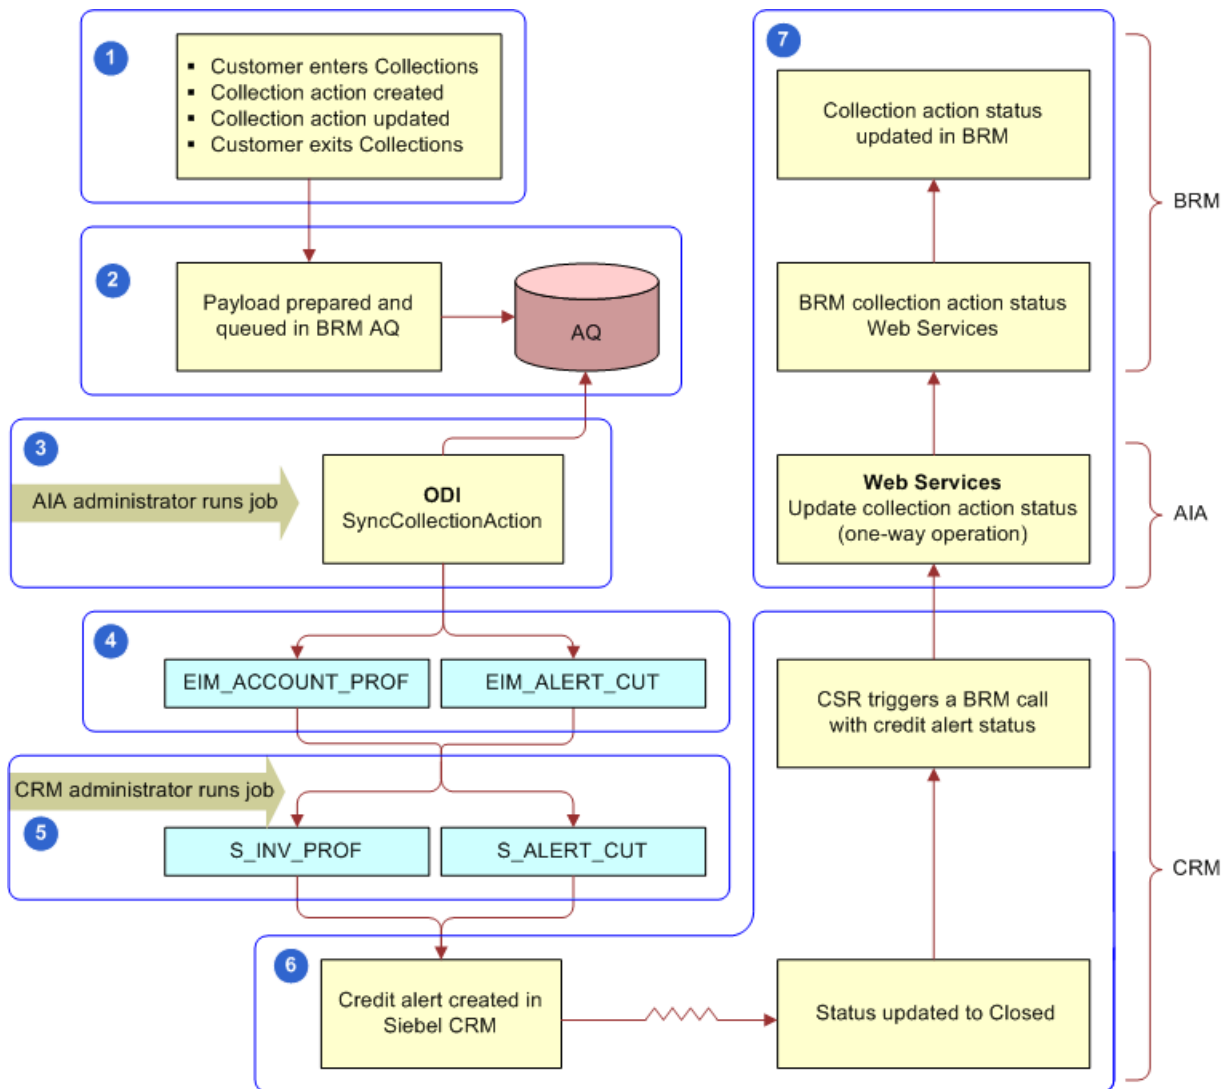 1
▪ Customer enters Collections
▪ Collection action created
▪ Collection action updated
▪ Customer exits Collections
2
Payload prepared and
queued in BRM AQ
AQ
3
AIA administrator runs job
ODI
SyncCollectionAction
4
EIM_ACCOUNT_PROF
EIM_ALERT_CUT
CRM administrator runs job
5
S_INV_PROF
S_ALERT_CUT
6
Credit alert created in
Siebel CRM
Status updated to Closed
CSR triggers a BRM call
with credit alert status
CRM
7
Web Services
Update collection action status
(one-way operation)
AIA
BRM collection action status
Web Services
Collection action status
updated in BRM
BRM